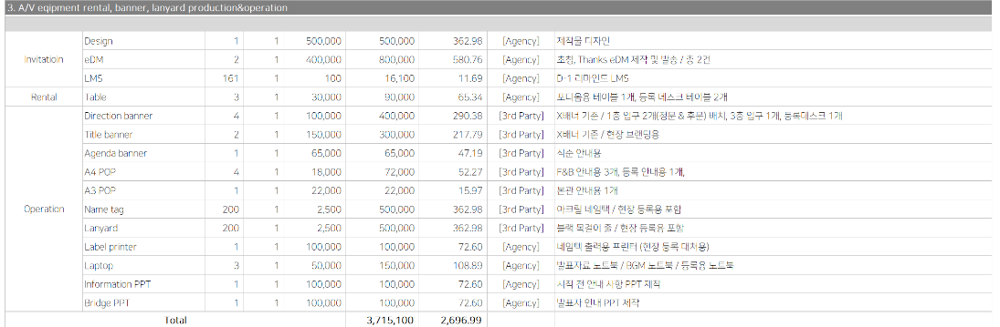 3. A/V eqipment rental, banner, lanyard production&operation
Invitatioin
Design 1 1 500,000 500,000 362.98 [Agency] 제작물 디자인
eDM 2 1 400,000 800,000 580.76 [Agency] 초청, Thanks eDM 제작 및 발송 / 총 2건
LMS 161 1 100 16,100 11.69 [Agency] D-1 리마인드 LMS
Rental Table 3 1 30,000 90,000 65.34 [Agency] 포디움용 테이블 1개, 등록 데스크 테이블 2개
Operation
Direction banner 4 1 100,000 400,000 290.38 [3rd Party] X배너 기준 / 1층 입구 2개(정문 & 후문) 배치, 3층 입구 1개, 등록데스크 1개
Title banner 2 1 150,000 300,000 217.79 [3rd Party] X배너 기준 / 현장 브랜딩용
Agenda banner 1 1 65,000 65,000 47.19 [3rd Party] 식순 안내용
A4 POP 4 1 18,000 72,000 52.27 [3rd Party] F&B 안내용 3개, 등록 안내용 1개,
A3 POP 1 1 22,000 22,000 15.97 [3rd Party] 본관 안내용 1개
Name tag 200 1 2,500 500,000 362.98 [3rd Party] 아크릴 네임택 / 현장 등록용 포함
Lanyard 200 1 2,500 500,000 362.98 [3rd Party] 블랙 목걸이 줄 / 현장 등록용 포함
Label printer 1 1 100,000 100,000 72.60 [Agency] 네임택 출력용 프린터 (현장 등록 대처용)
Laptop 3 1 50,000 150,000 108.89 [Agency] 발표자료 노트북 / BGM 노트북 / 등록용 노트북
Information PPT 1 1 100,000 100,000 72.60 [Agency] 시작 전 안내 사항 PPT 제작
Bridge PPT 1 1 100,000 100,000 72.60 [Agency] 발표자 안내 PPT 제작
Total 3,715,100 2,696.99